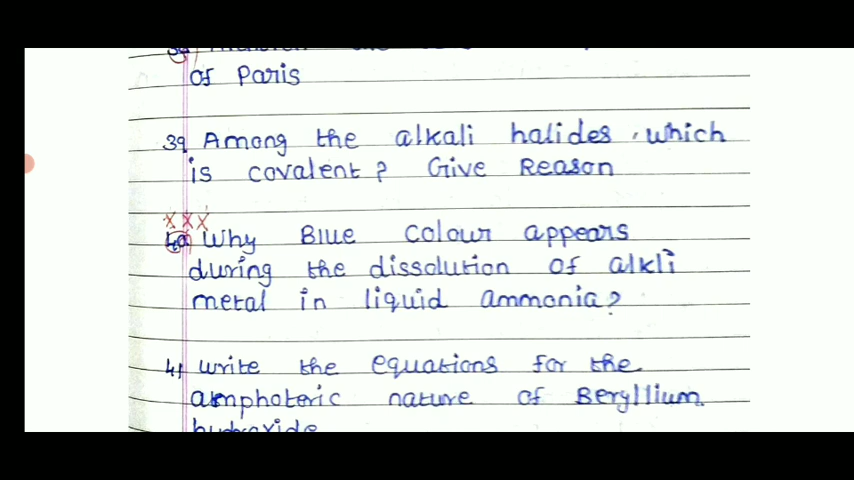 of Paris
39 Among the alkali halides, which
is covalent? Give Reason
x x x
40 Why Blue colour appears
during the dissolution of alkli
metal in liquid ammonia?
41 write the equations for the
amphoteric nature of Beryllium